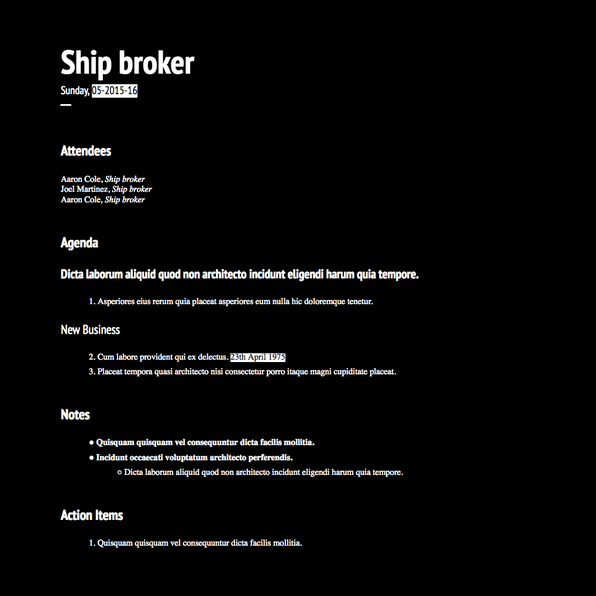 Ship broker
Sunday, 05-2015-16
Attendees
Aaron Cole, Ship broker
Joel Martinez, Ship broker
Aaron Cole, Ship broker
Agenda
Dicta laborum aliquid quod non architecto incidunt eligendi harum quia tempore.
1. Asperiores eius rerum quia placeat asperiores eum nulla hic doloremque tenetur.
New Business
2. Cum labore provident qui ex delectus. 23th April 1975
3. Placeat tempora quasi architecto nisi consectetur porro itaque magni cupiditate placeat.
Notes
● Quisquam quisquam vel consequuntur dicta facilis mollitia.
● Incidunt occaecati voluptatum architecto perferendis.
○ Dicta laborum aliquid quod non architecto incidunt eligendi harum quia tempore.
Action Items
1. Quisquam quisquam vel consequuntur dicta facilis mollitia.